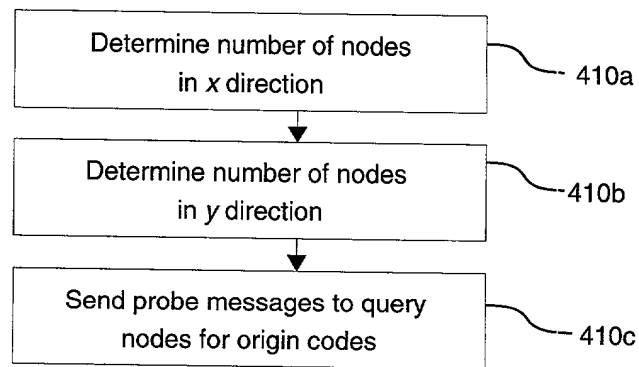 Determine number of nodes
in x direction
410a
Determine number of nodes
in y direction
410b
Send probe messages to query
nodes for origin codes
410c